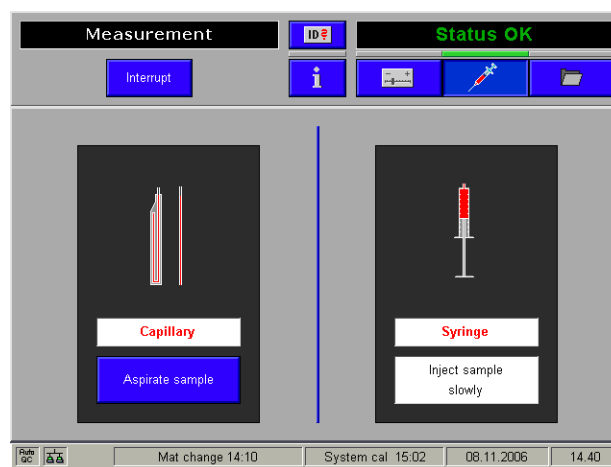 Measurement
ID?
Status OK
Interrupt
i
Capillary
Aspirate sample
Syringe
Inject sample
slowly
Auto
QC
Mat change 14:10
System cal 15:02
08.11.2006
14.40